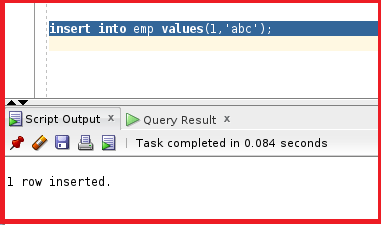 insert into emp values(1,'abc');
Script Output x Query Result x
Task completed in 0.084 seconds
1 row inserted.